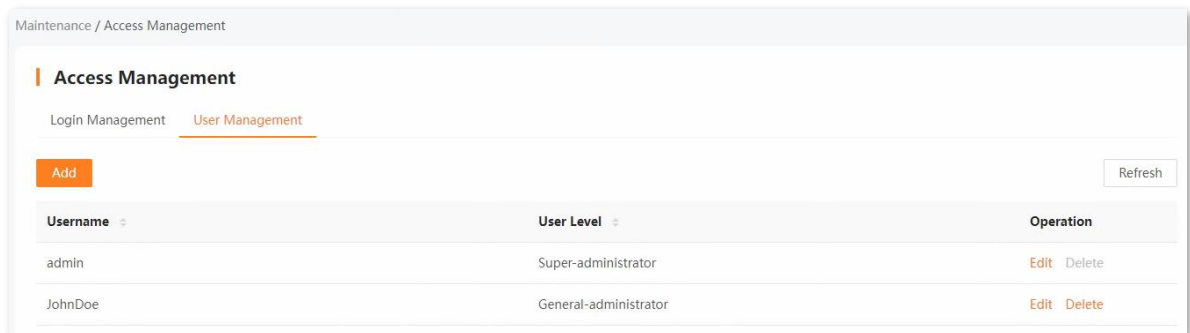 Maintenance / Access Management
Access Management
Login Management User Management
Add Refresh
Username User Level Operation
admin Super-administrator Edit Delete
JohnDoe General-administrator Edit Delete